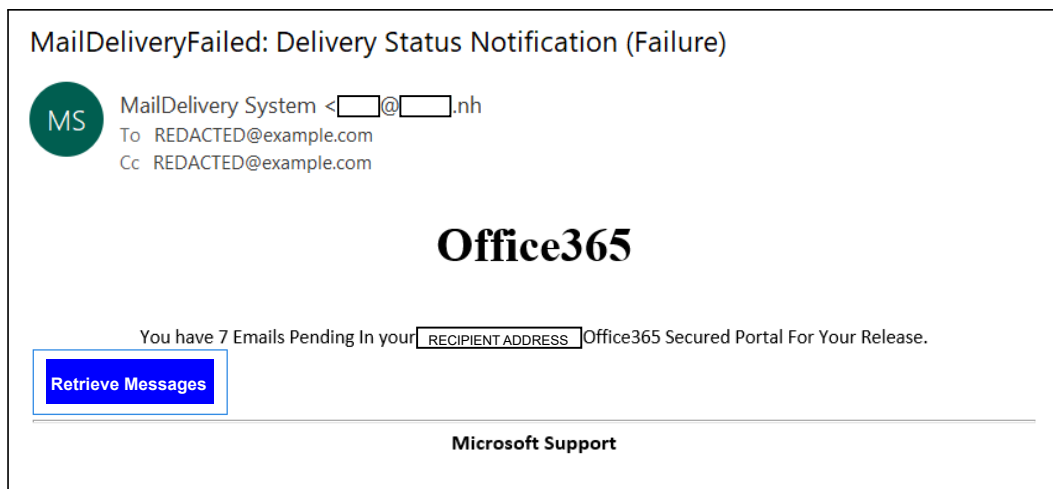 MailDeliveryFailed: Delivery Status Notification (Failure)
MS
MailDelivery System < @ .nh
To REDACTED@example.com
Cc REDACTED@example.com
Office365
You have 7 Emails Pending In your RECIPIENT ADDRESS Office365 Secured Portal For Your Release.
Retrieve Messages
Microsoft Support